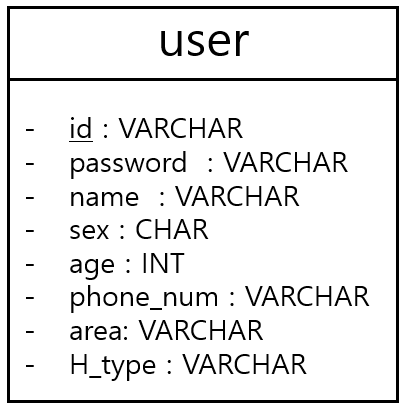 user
- id : VARCHAR
- password : VARCHAR
- name : VARCHAR
- sex : CHAR
- age : INT
- phone_num : VARCHAR
- area: VARCHAR
- H_type : VARCHAR